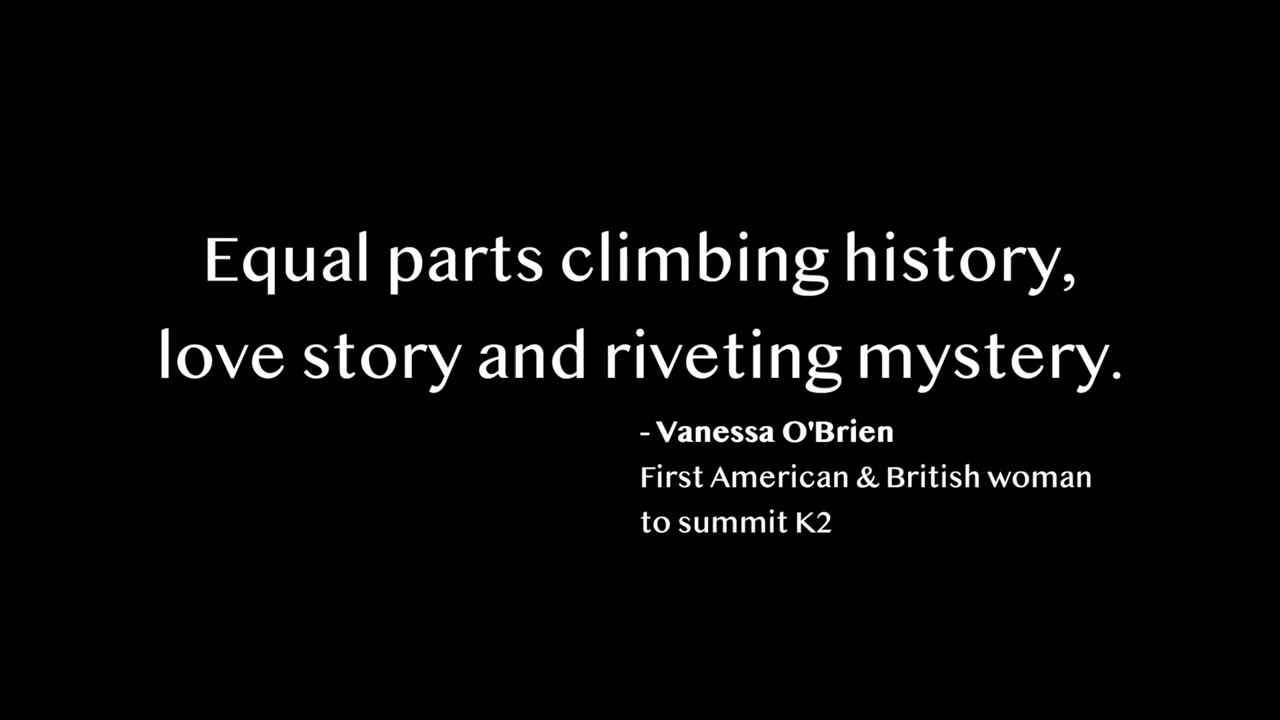 Equal parts climbing history,
love story and riveting mystery.
- Vanessa O'Brien
First American & British woman
to summit K2